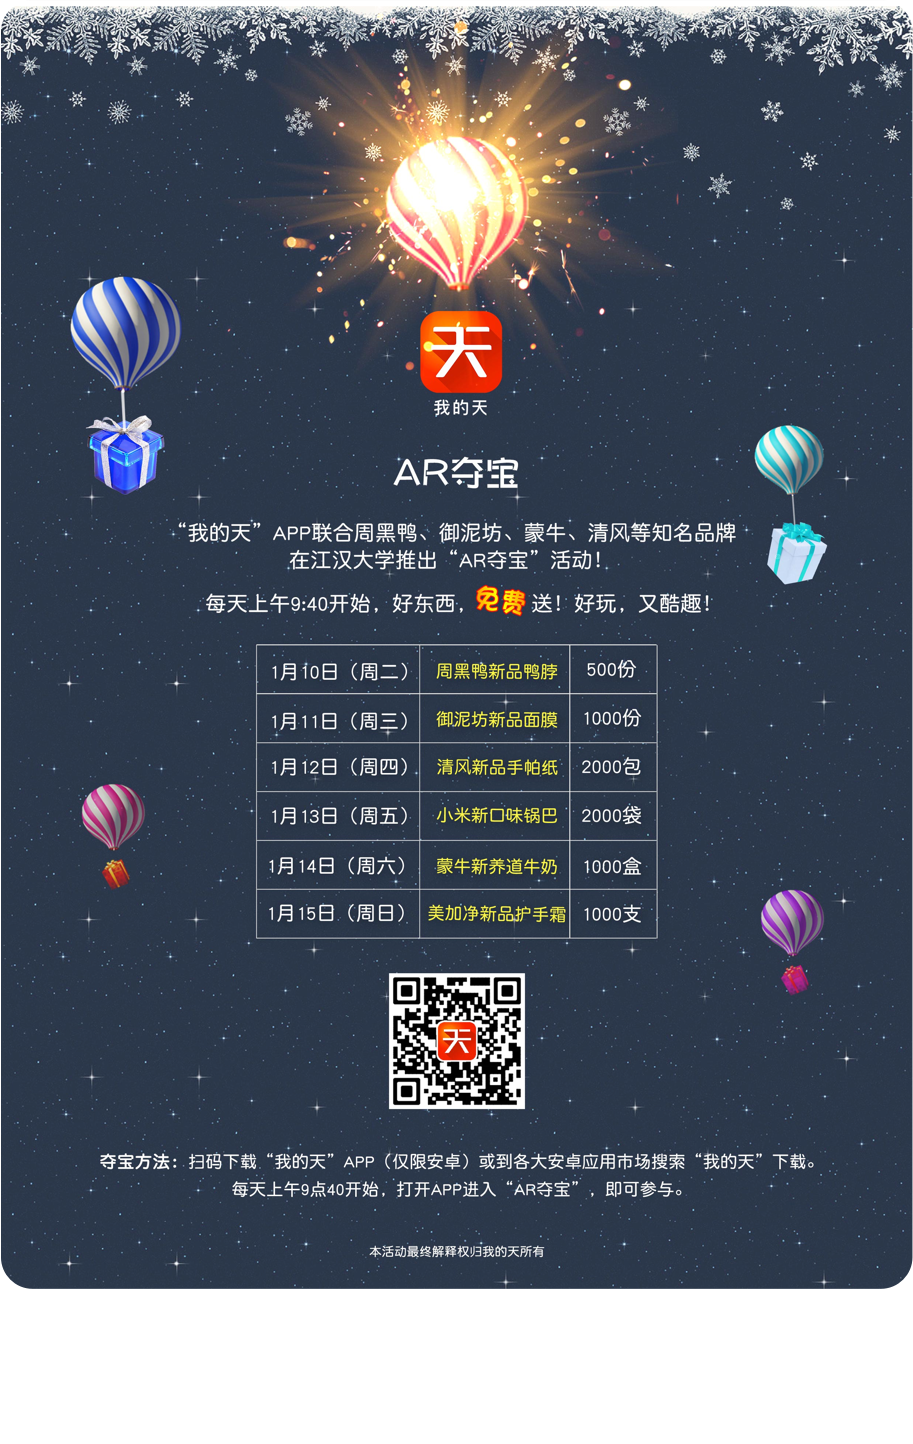 天
我的天
AR夺宝
“我的天”APP联合周黑鸭、御泥坊、蒙牛、清风等知名品牌
在江汉大学推出“AR夺宝”活动！
每天上午9:40开始，好东西，免费送！好玩，又酷趣！
1月10日（周二） 周黑鸭新品鸭脖 500份
1月11日（周三） 御泥坊新品面膜 1000份
1月12日（周四） 清风新品手帕纸 2000包
1月13日（周五） 小米新口味锅巴 2000袋
1月14日（周六） 蒙牛新养道牛奶 1000盒
1月15日（周日） 美加净新品护手霜 1000支
天
夺宝方法：扫码下载“我的天”APP（仅限安卓）或到各大安卓应用市场搜索“我的天”下载。
每天上午9点40开始，打开APP进入“AR夺宝”，即可参与。
本活动最终解释权归我的天所有